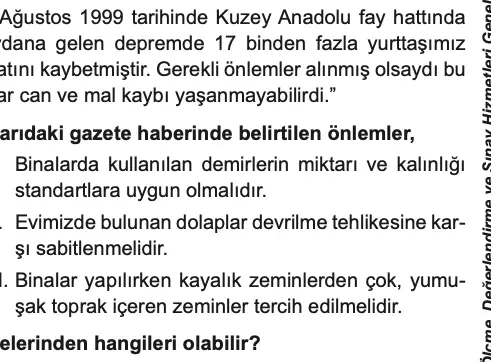 Ağustos 1999 tarihinde Kuzey Anadolu fay hattında
ydana gelen depremde 17 binden fazla yurttaşımız
atını kaybetmiştir. Gerekli önlemler alınmış olsaydı bu
ar can ve mal kaybı yaşanmayabilirdi.”
arıdaki gazete haberinde belirtilen önlemler,
Binalarda kullanılan demirlerin miktarı ve kalınlığı
standartlara uygun olmalıdır.
. Evimizde bulunan dolaplar devrilme tehlikesine kar-
şı sabitlenmelidir.
I. Binalar yapılırken kayalık zeminlerden çok, yumu-
şak toprak içeren zeminler tercih edilmelidir.
elerinden hangileri olabilir?
Ölçme, Değerlendirme ve Sınav Hizmetleri Genel